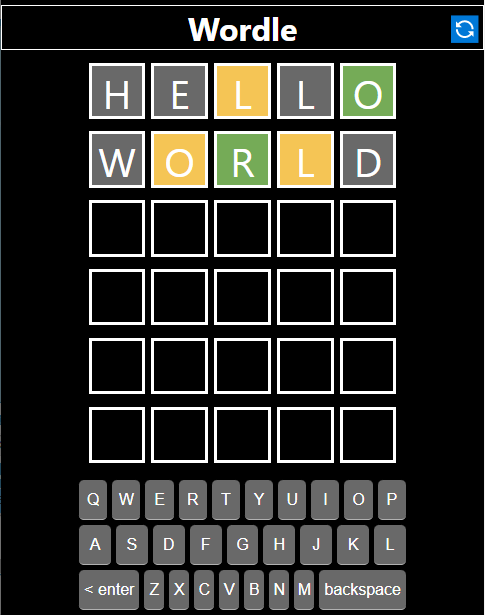 Wordle
H E L L O
W O R L D
Q W E R T Y U I O P
A S D F G H J K L
< enter Z X C V B N M backspace